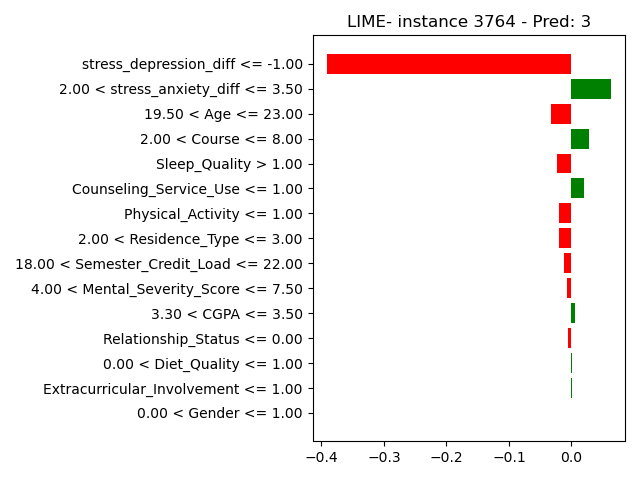 LIME- instance 3764 - Pred: 3
stress_depression_diff <= -1.00
2.00 < stress_anxiety_diff <= 3.50
19.50 < Age <= 23.00
2.00 < Course <= 8.00
Sleep_Quality > 1.00
Counseling_Service_Use <= 1.00
Physical_Activity <= 1.00
2.00 < Residence_Type <= 3.00
18.00 < Semester_Credit_Load <= 22.00
4.00 < Mental_Severity_Score <= 7.50
3.30 < CGPA <= 3.50
Relationship_Status <= 0.00
0.00 < Diet_Quality <= 1.00
Extracurricular_Involvement <= 1.00
0.00 < Gender <= 1.00
−0.4 −0.3 −0.2 −0.1 0.0